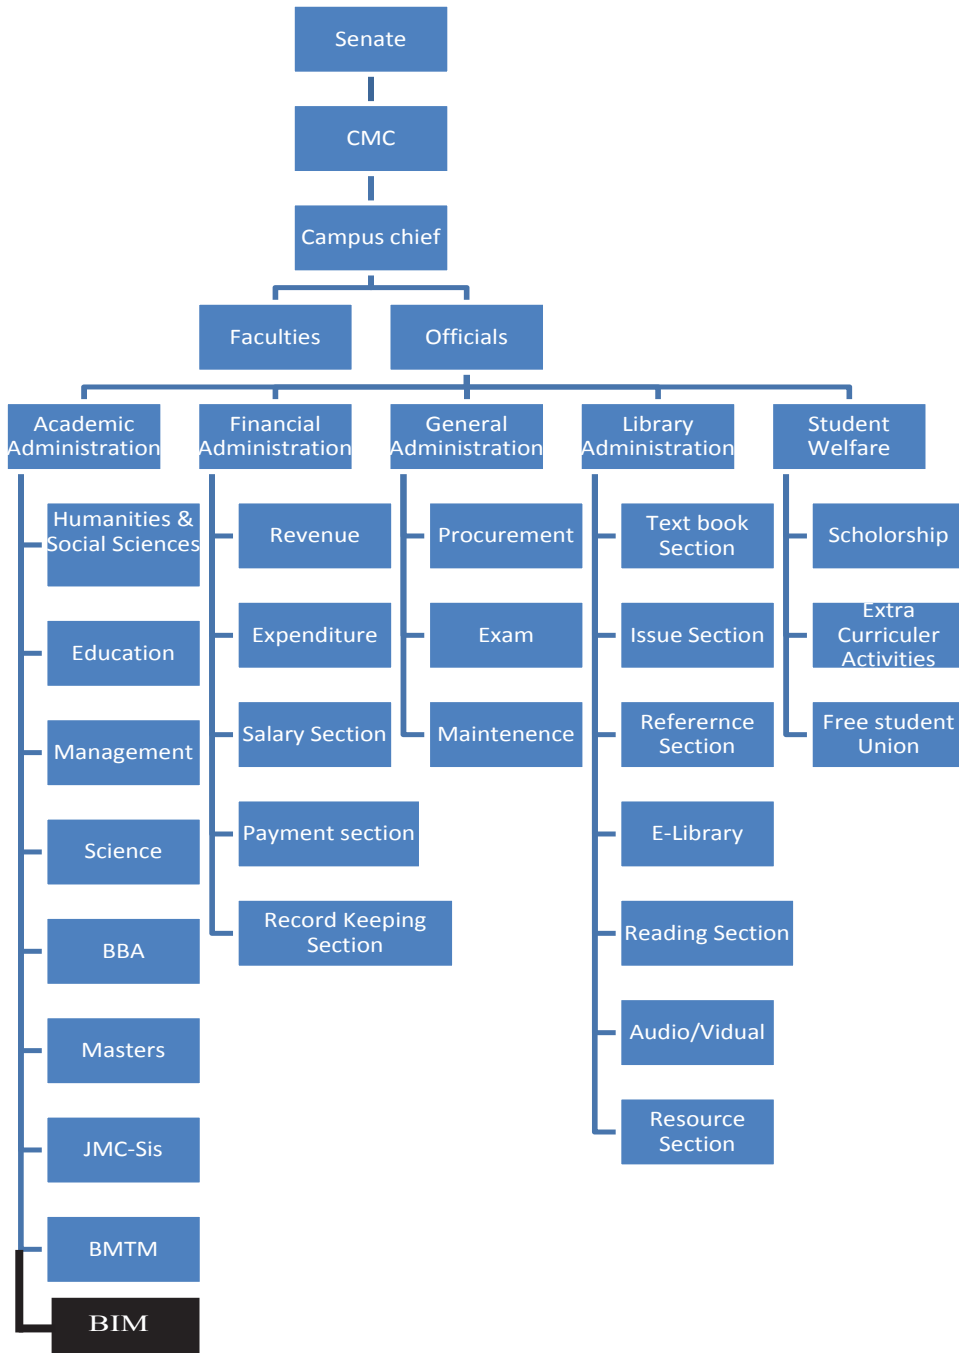 Senate
CMC
Campus chief
Faculties
Officials
Academic
Administration
Financial
Administration
General
Administration
Library
Administration
Student
Welfare
Humanities &
Social Sciences
Education
Management
Science
BBA
Masters
JMC-Sis
BMTM
BIM
Revenue
Expenditure
Salary Section
Payment section
Record Keeping
Section
Procurement
Exam
Maintenence
Text book
Section
Issue Section
Referernce
Section
E-Library
Reading Section
Audio/Vidual
Resource
Section
Scholorship
Extra
Curriculer
Activities
Free student
Union